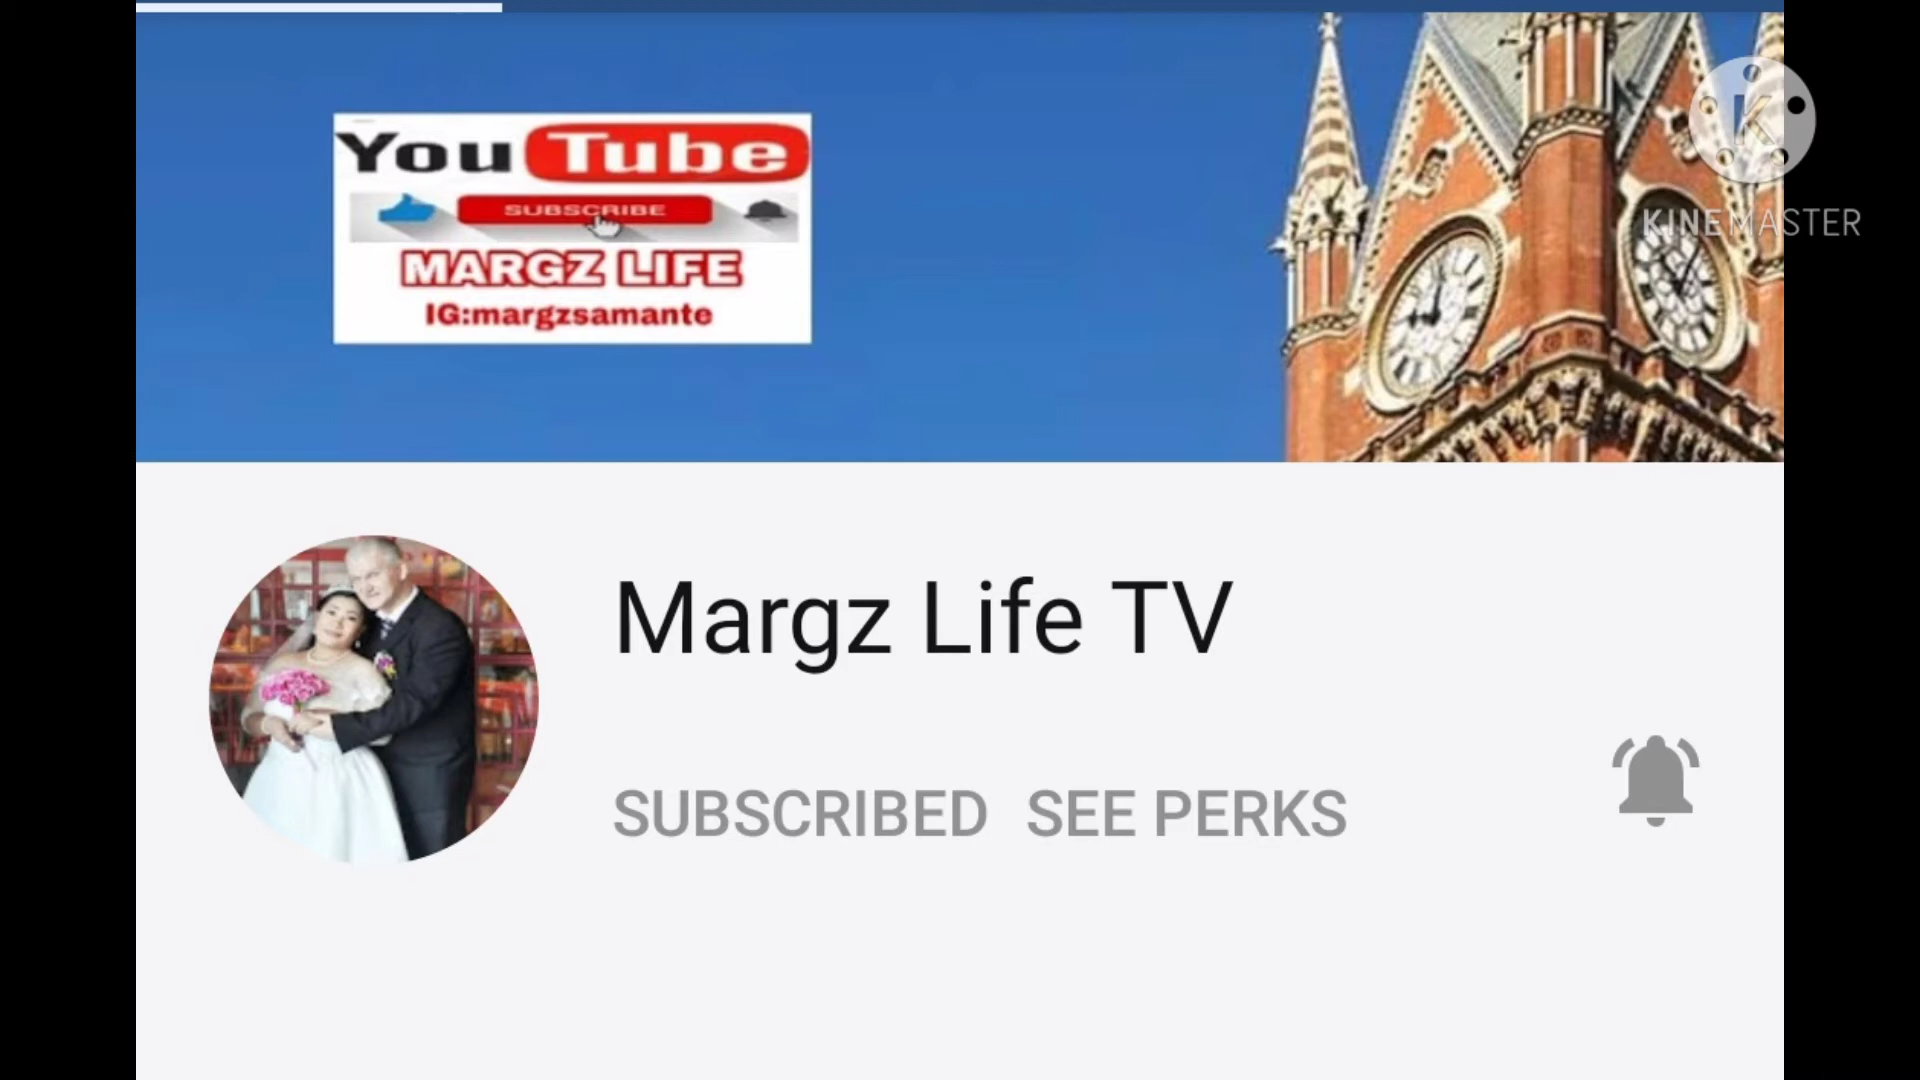 YouTube
SUBSCRIBE
MARGZ LIFE
IG:margzsamante
K
KINEMASTER
Margz Life TV
SUBSCRIBED SEE PERKS